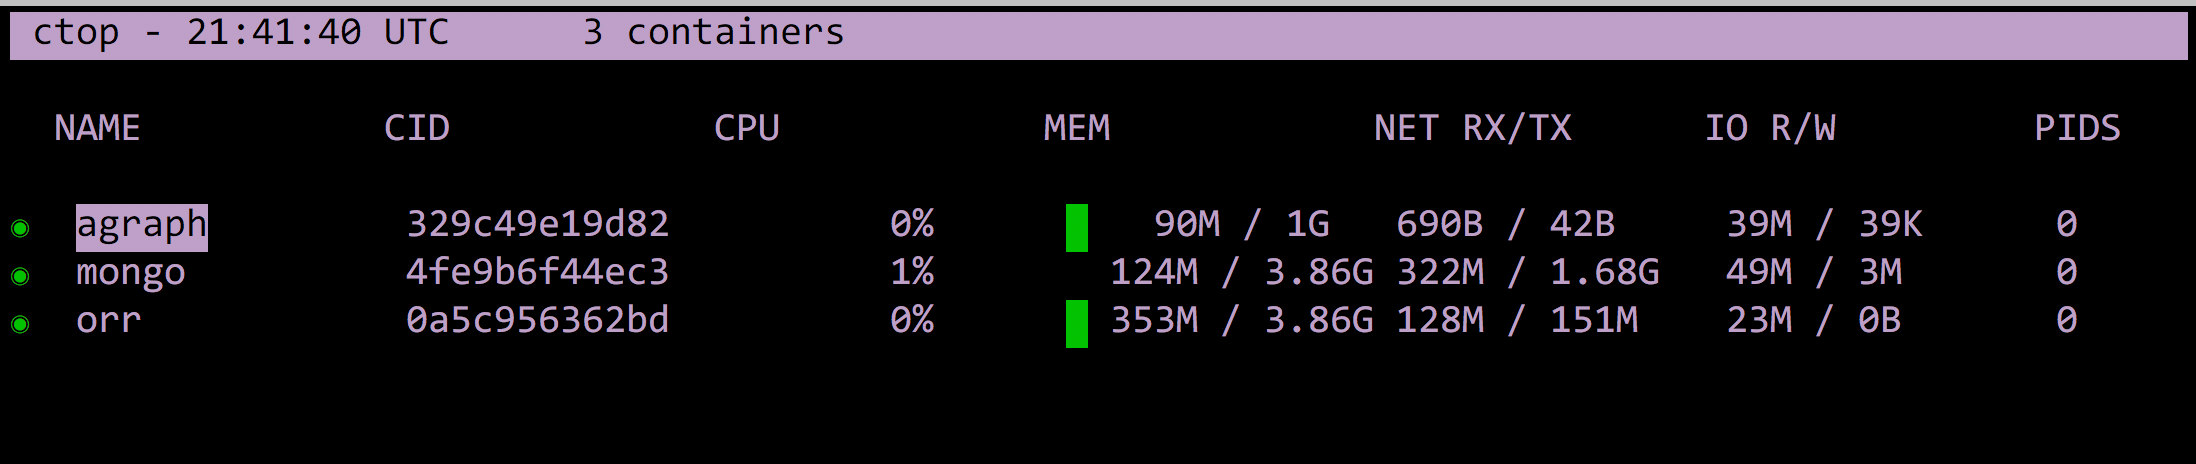 ctop - 21:41:40 UTC 3 containers
NAME CID CPU MEM NET RX/TX IO R/W PIDS
agraph 329c49e19d82 0% 90M / 1G 690B / 42B 39M / 39K 0
mongo 4fe9b6f44ec3 1% 124M / 3.86G 322M / 1.68G 49M / 3M 0
orr 0a5c956362bd 0% 353M / 3.86G 128M / 151M 23M / 0B 0